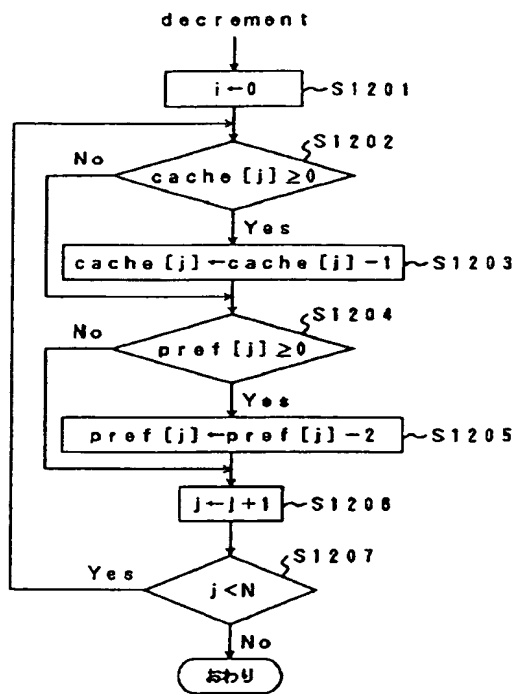 decrement
i←0
S1201
S1202
No
cache[j]≥0
Yes
cache[j]←cache[j]-1
S1203
S1204
No
pref[j]≥0
Yes
pref[j]←pref[j]-2
S1205
j←j+1
S1206
S1207
Yes
j<N
No
おわり